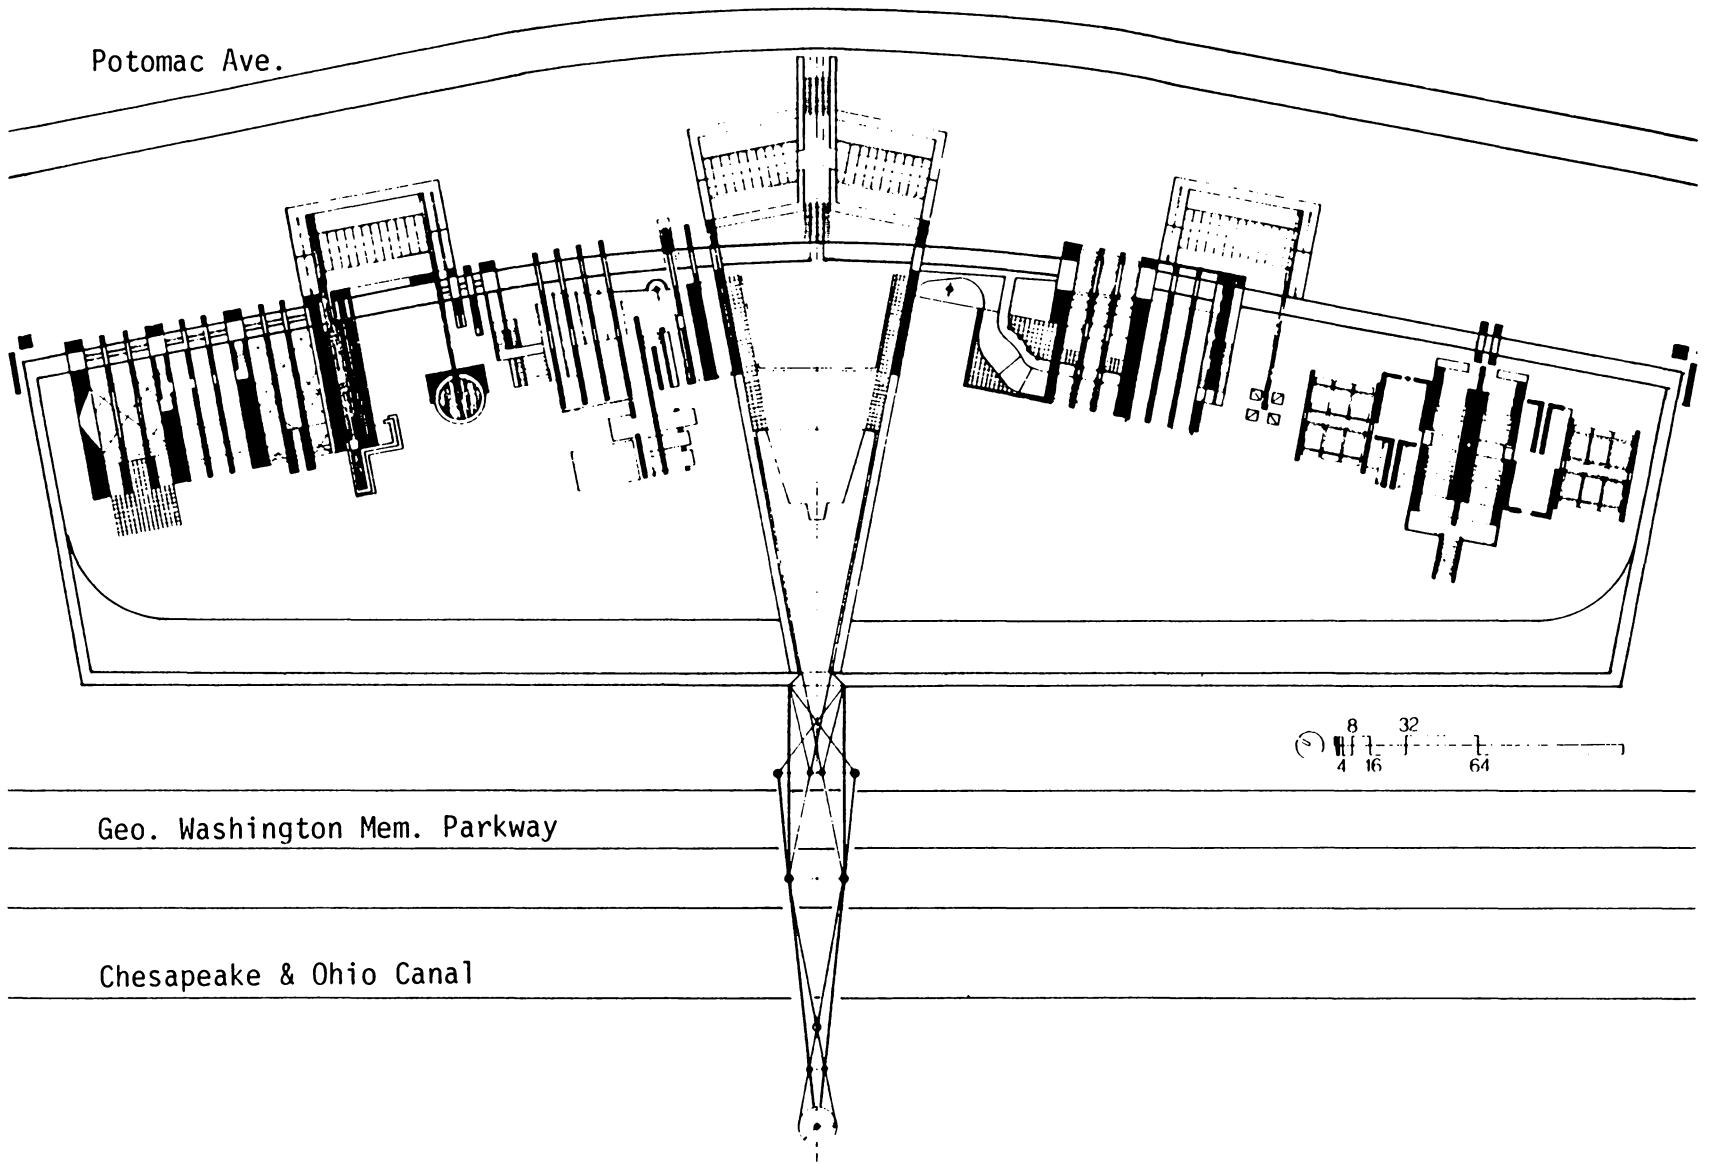 Potomac Ave.
8 32
4 16 64
Geo. Washington Mem. Parkway
Chesapeake & Ohio Canal